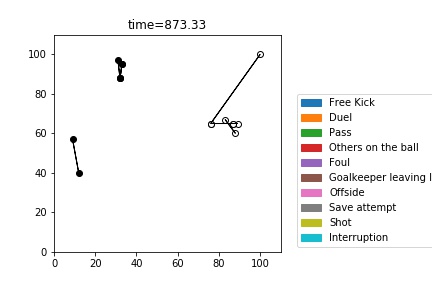 time=873.33
100
80
60
40
20
0
0 20 40 60 80 100
Free Kick
Duel
Pass
Others on the ball
Foul
Goalkeeper leaving l
Offside
Save attempt
Shot
Interruption